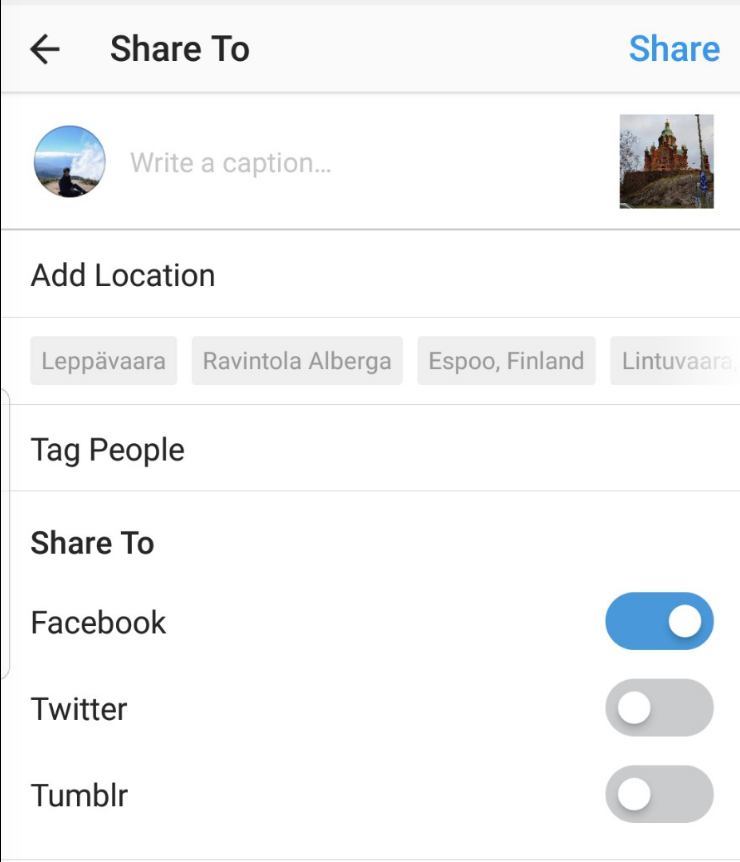 Share To
Share
Write a caption...
Add Location
Leppävaara
Ravintola Alberga
Espoo, Finland
Lintuvaara,
Tag People
Share To
Facebook
Twitter
Tumblr